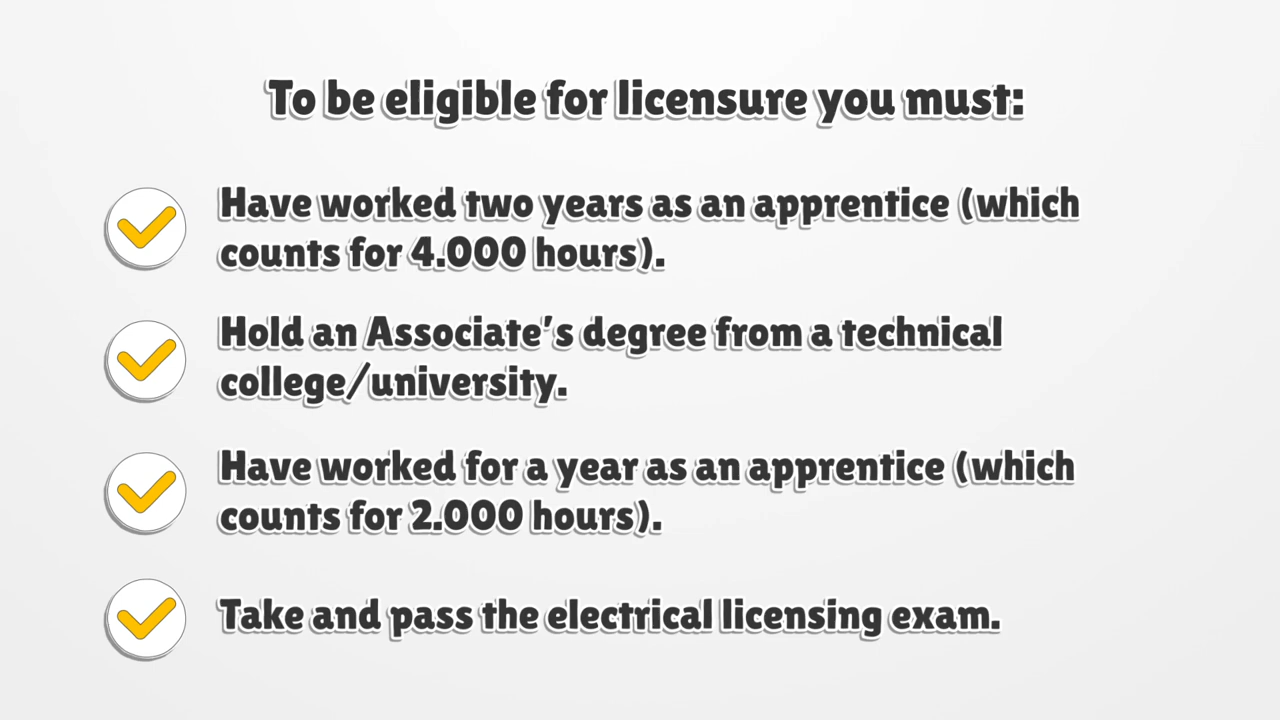 To be eligible for licensure you must:
Have worked two years as an apprentice (which
counts for 4.000 hours).
Hold an Associate's degree from a technical
college/university.
Have worked for a year as an apprentice (which
counts for 2.000 hours).
Take and pass the electrical licensing exam.